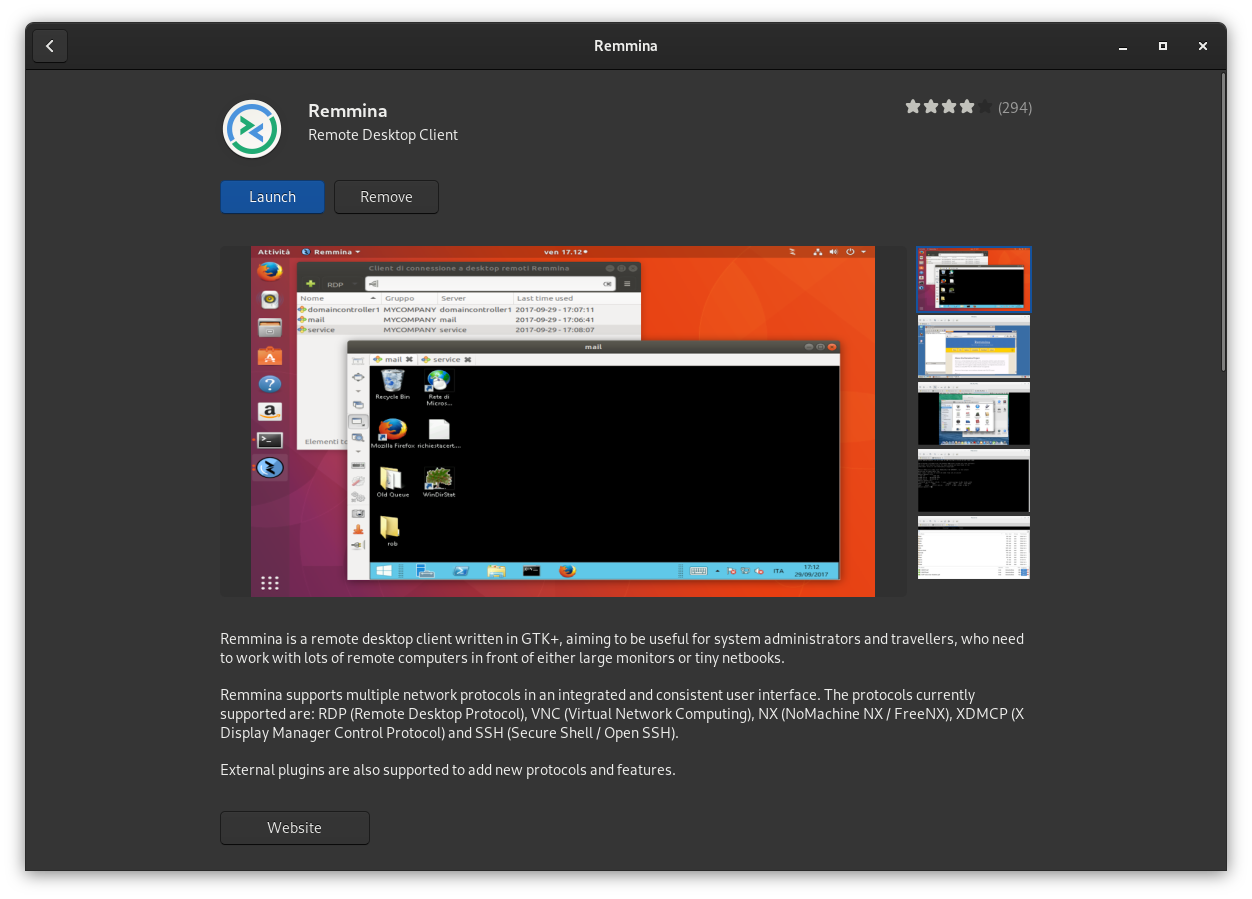 Remmina
Remmina
Remote Desktop Client
(294)
Launch
Remove
Attività
Remmina
ven 17.12
Client di connessione a desktop remoti Remmina
RDP
Nome
Gruppo
Server
Last time used
domaincontroller1 MYCOMPANY domaincontroller1 2017-09-29 - 17:07:11
mail MYCOMPANY mail 2017-09-29 - 17:06:41
service MYCOMPANY service 2017-09-29 - 17:08:07
mail
mail
service
Recycle Bin
Rete di
Micros...
Mozilla Firefox
richiestacert....
Elementi
Old Queue
WinDirStat
rob
ITA
17:12
29/09/2017
Remmina is a remote desktop client written in GTK+, aiming to be useful for system administrators and travellers, who need
to work with lots of remote computers in front of either large monitors or tiny netbooks.
Remmina supports multiple network protocols in an integrated and consistent user interface. The protocols currently
supported are: RDP (Remote Desktop Protocol), VNC (Virtual Network Computing), NX (NoMachine NX / FreeNX), XDMCP (X
Display Manager Control Protocol) and SSH (Secure Shell / Open SSH).
External plugins are also supported to add new protocols and features.
Website